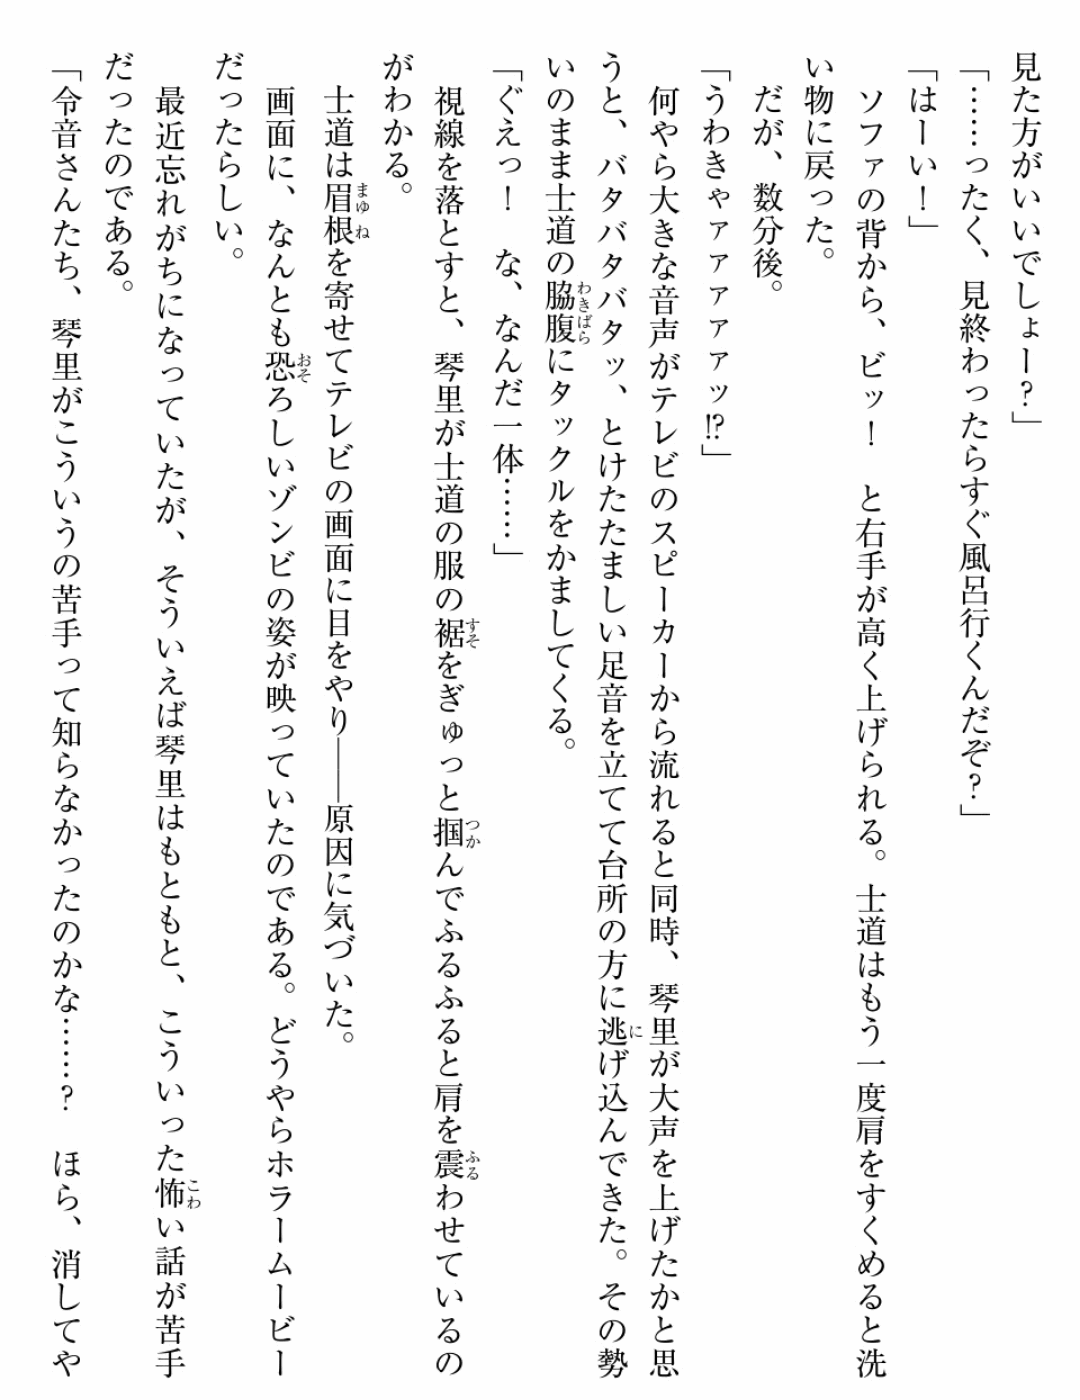 見た方がいいでしょー?」
「……ったく、見終わったらすぐ風呂行くんだぞ?」
「はーい!」
　ソファの背から、ビッ!　と右手が高く上げられる。士道はもう一度肩をすくめると洗
い物に戻った。
　だが、数分後。
「うわきゃァァァァァッ!?」
　何やら大きな音声がテレビのスピーカーから流れると同時、琴里が大声を上げたかと思
うと、バタバタバタッ、とけたたましい足音を立てて台所の方に逃げ込んできた。その勢
いのまま士道の脇腹にタックルをかましてくる。
「ぐえっ!　な、なんだ一体……」
　視線を落とすと、琴里が士道の服の裾をぎゅっと掴んでふるふると肩を震わせているの
がわかる。
　士道は眉根を寄せてテレビの画面に目をやり──原因に気づいた。
　画面に、なんとも恐ろしいゾンビの姿が映っていたのである。どうやらホラームービー
だったらしい。
　最近忘れがちになっていたが、そういえば琴里はもともと、こういった怖い話が苦手
だったのである。
「令音さんたち、琴里がこういうの苦手って知らなかったのかな……?　ほら、消してや